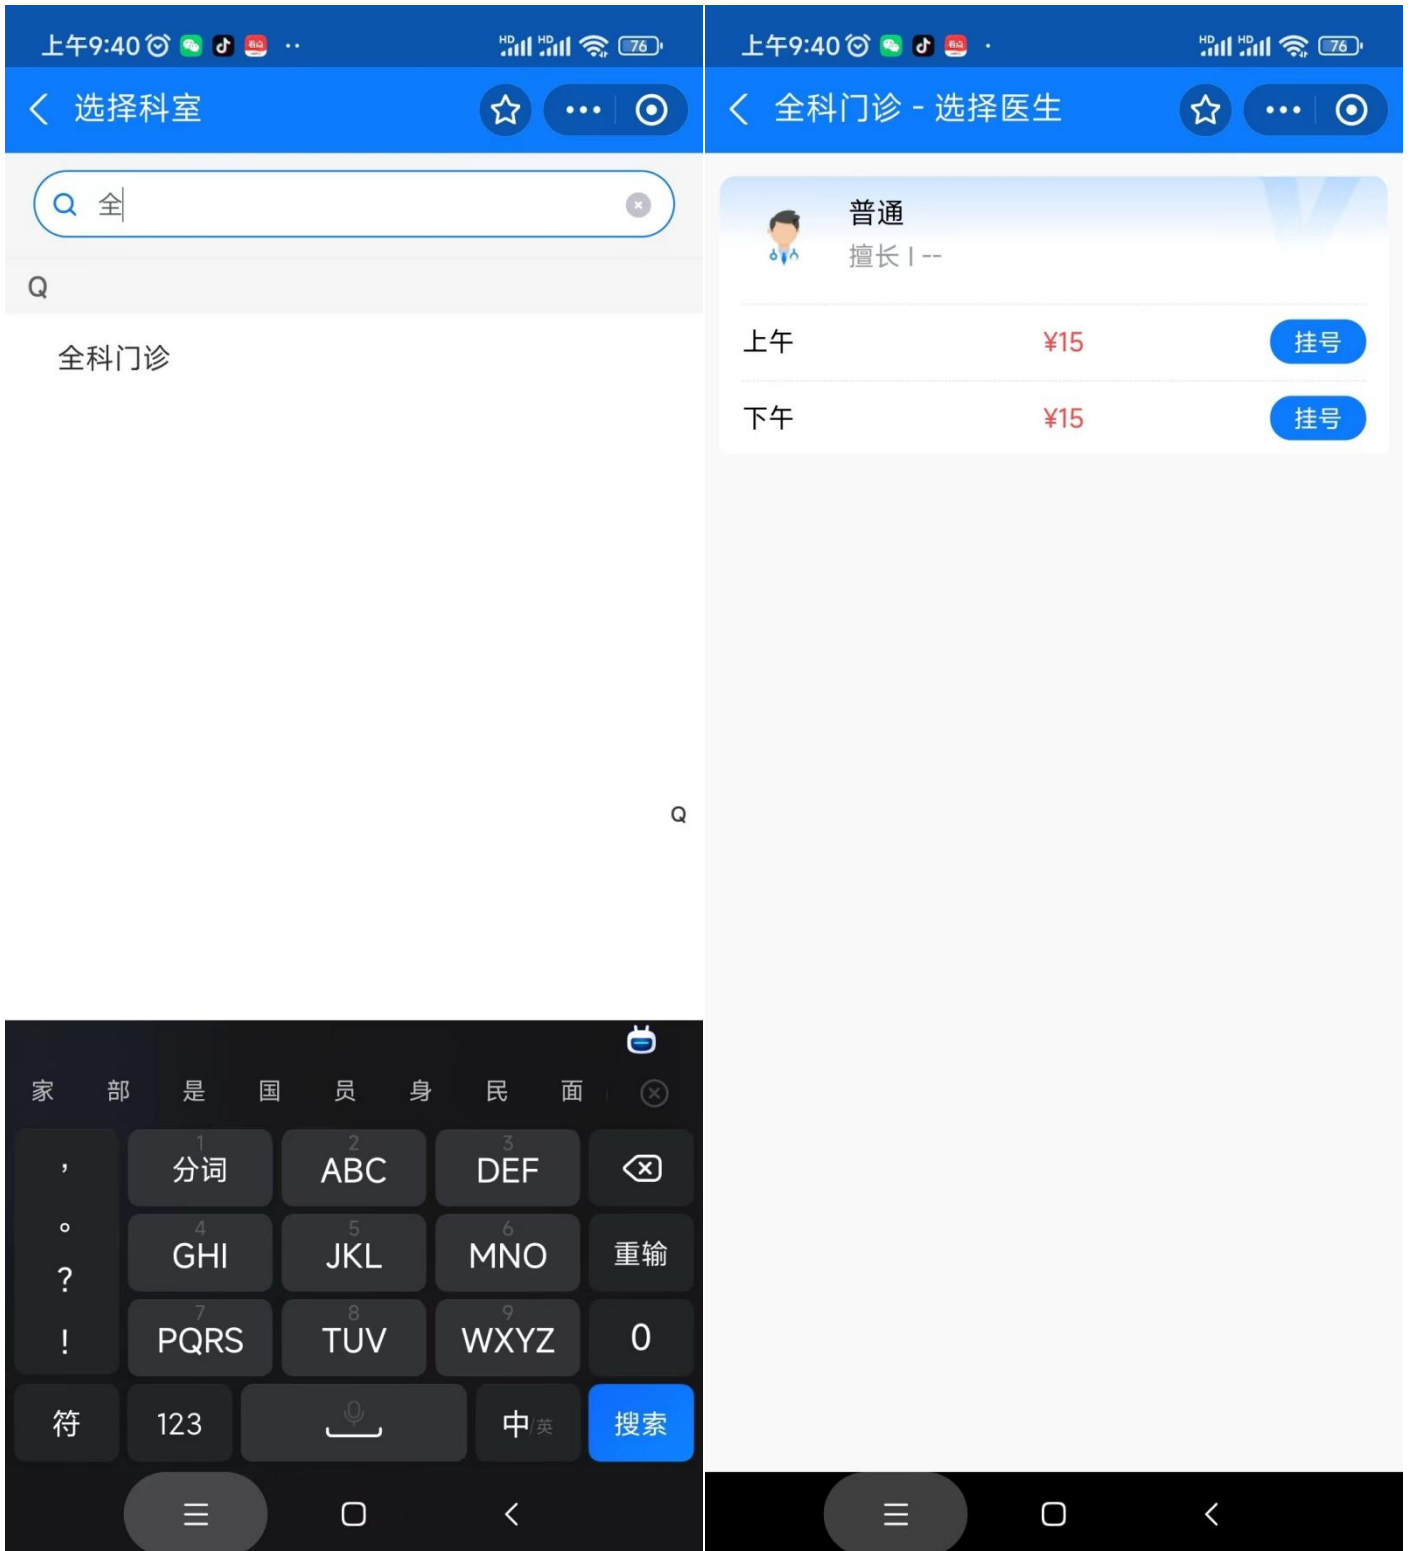 上午9:40
HD HD 76
选择科室
全
Q
全科门诊
Q
家 部 是 国 员 身 民 面
,
。
?
!
1
分词
2
ABC
3
DEF
4
GHI
5
JKL
6
MNO
重输
7
PQRS
8
TUV
9
WXYZ
0
符
123
中/英
搜索
上午9:40
HD HD 76
全科门诊 - 选择医生
普通
擅长 | --
上午 ¥15 挂号
下午 ¥15 挂号